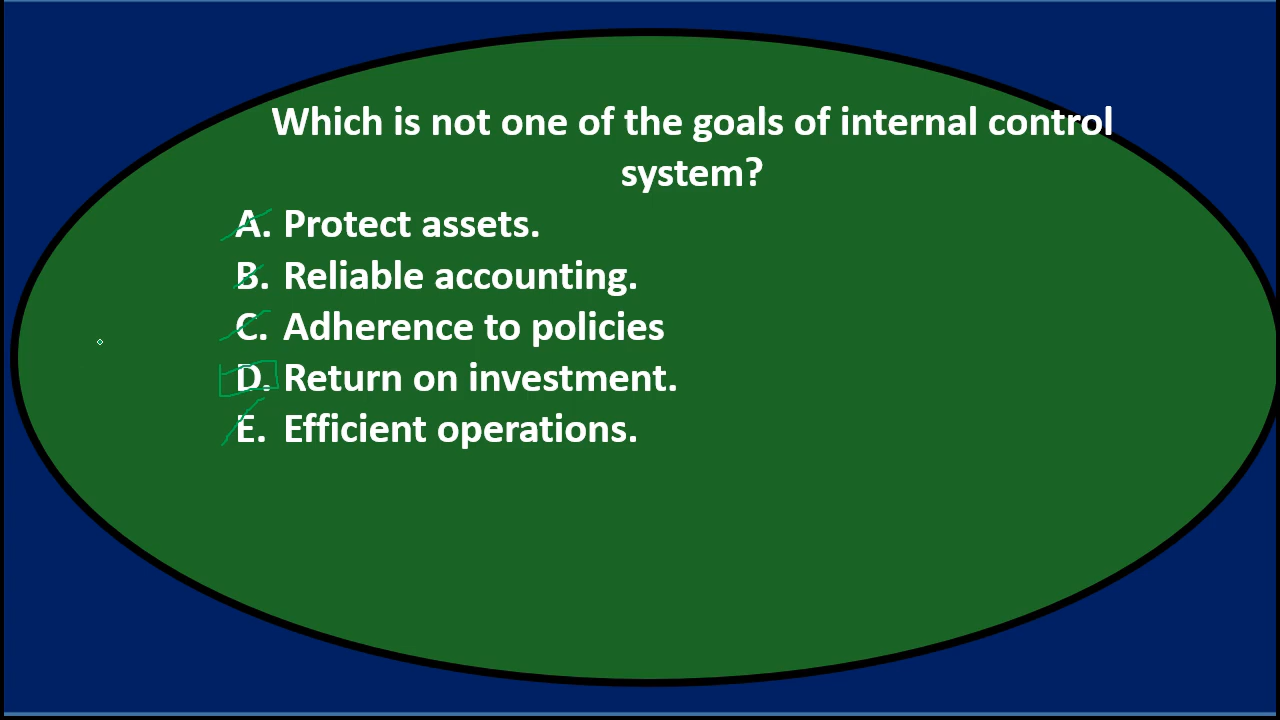 Which is not one of the goals of internal control
system?
A. Protect assets.
B. Reliable accounting.
C. Adherence to policies
D. Return on investment.
E. Efficient operations.